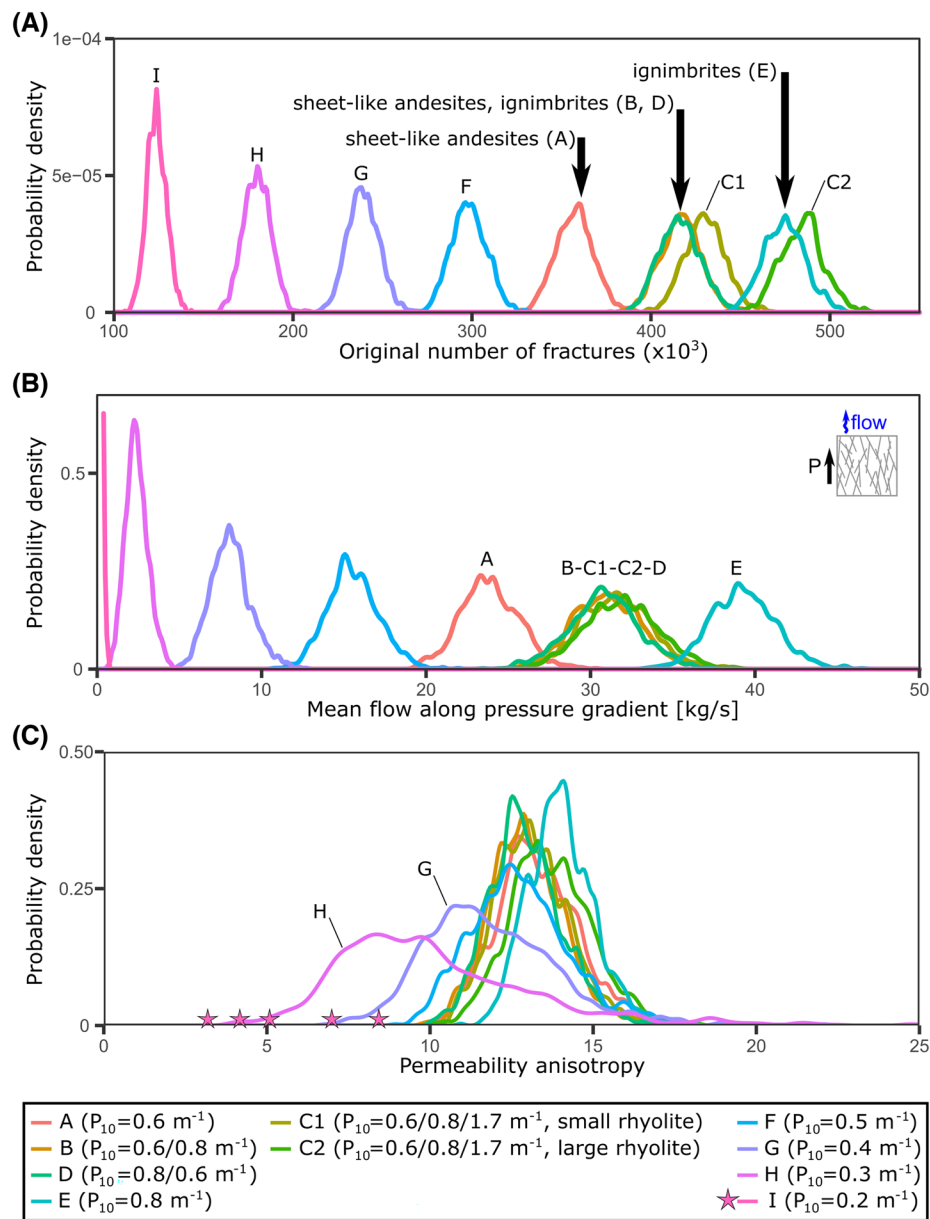 (A)
1e−04
5e−05
0
Probability density
I
H
G
F
sheet-like andesites (A)
sheet-like andesites, ignimbrites (B, D)
ignimbrites (E)
C1
C2
100 200 300 400 500
Original number of fractures (x10³)
(B)
0.5
0
Probability density
A
B-C1-C2-D
E
flow
P
0 10 20 30 40 50
Mean flow along pressure gradient [kg/s]
(C)
0.50
0.25
0
Probability density
H
G
0 5 10 15 20 25
Permeability anisotropy
A (P₁₀=0.6 m⁻¹) C1 (P₁₀=0.6/0.8/1.7 m⁻¹, small rhyolite) F (P₁₀=0.5 m⁻¹)
B (P₁₀=0.6/0.8 m⁻¹) C2 (P₁₀=0.6/0.8/1.7 m⁻¹, large rhyolite) G (P₁₀=0.4 m⁻¹)
D (P₁₀=0.8/0.6 m⁻¹) H (P₁₀=0.3 m⁻¹)
E (P₁₀=0.8 m⁻¹) I (P₁₀=0.2 m⁻¹)